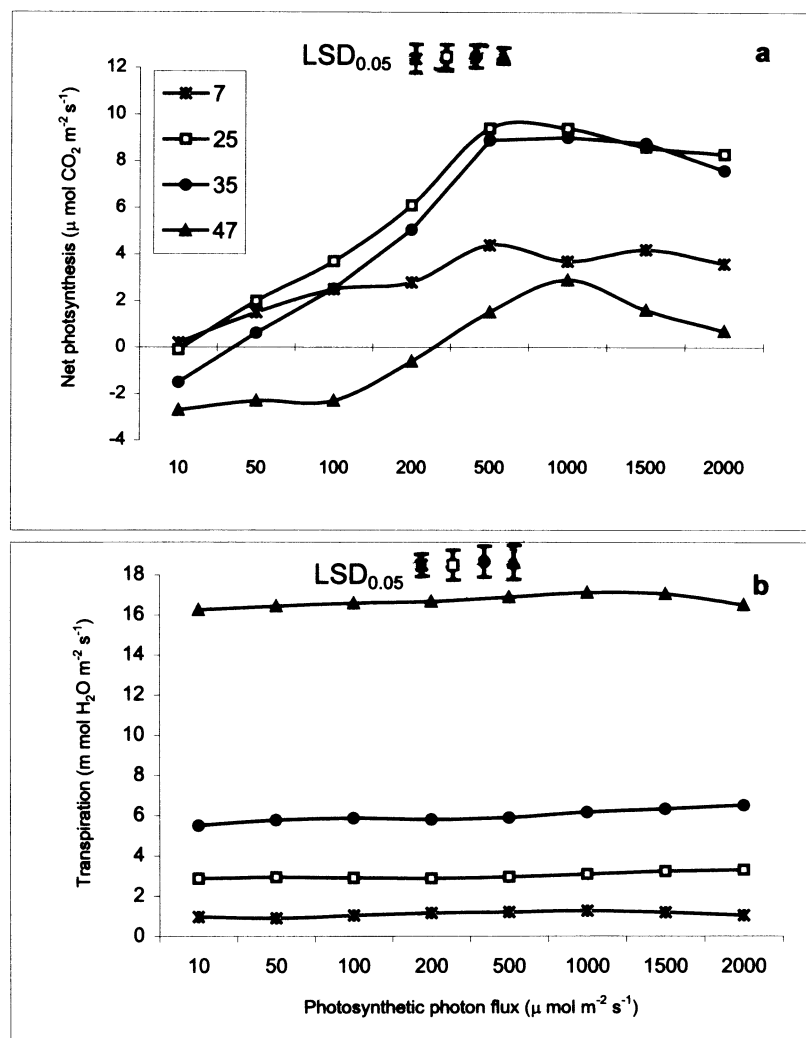 LSD0.05
a
12
10
8
6
4
2
0
-2
-4
7
25
35
47
Net photsynthesis (μ mol CO2 m-2 s-1)
10 50 100 200 500 1000 1500 2000
LSD0.05
b
18
16
14
12
10
8
6
4
2
0
Transpiration (m mol H2O m-2 s-1)
10 50 100 200 500 1000 1500 2000
Photosynthetic photon flux (μ mol m-2 s-1)